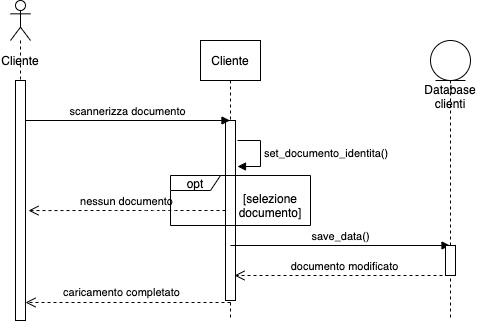 Cliente
Cliente
Database
clienti
scannerizza documento
set_documento_identita()
opt
nessun documento
[selezione
documento]
save_data()
documento modificato
caricamento completato